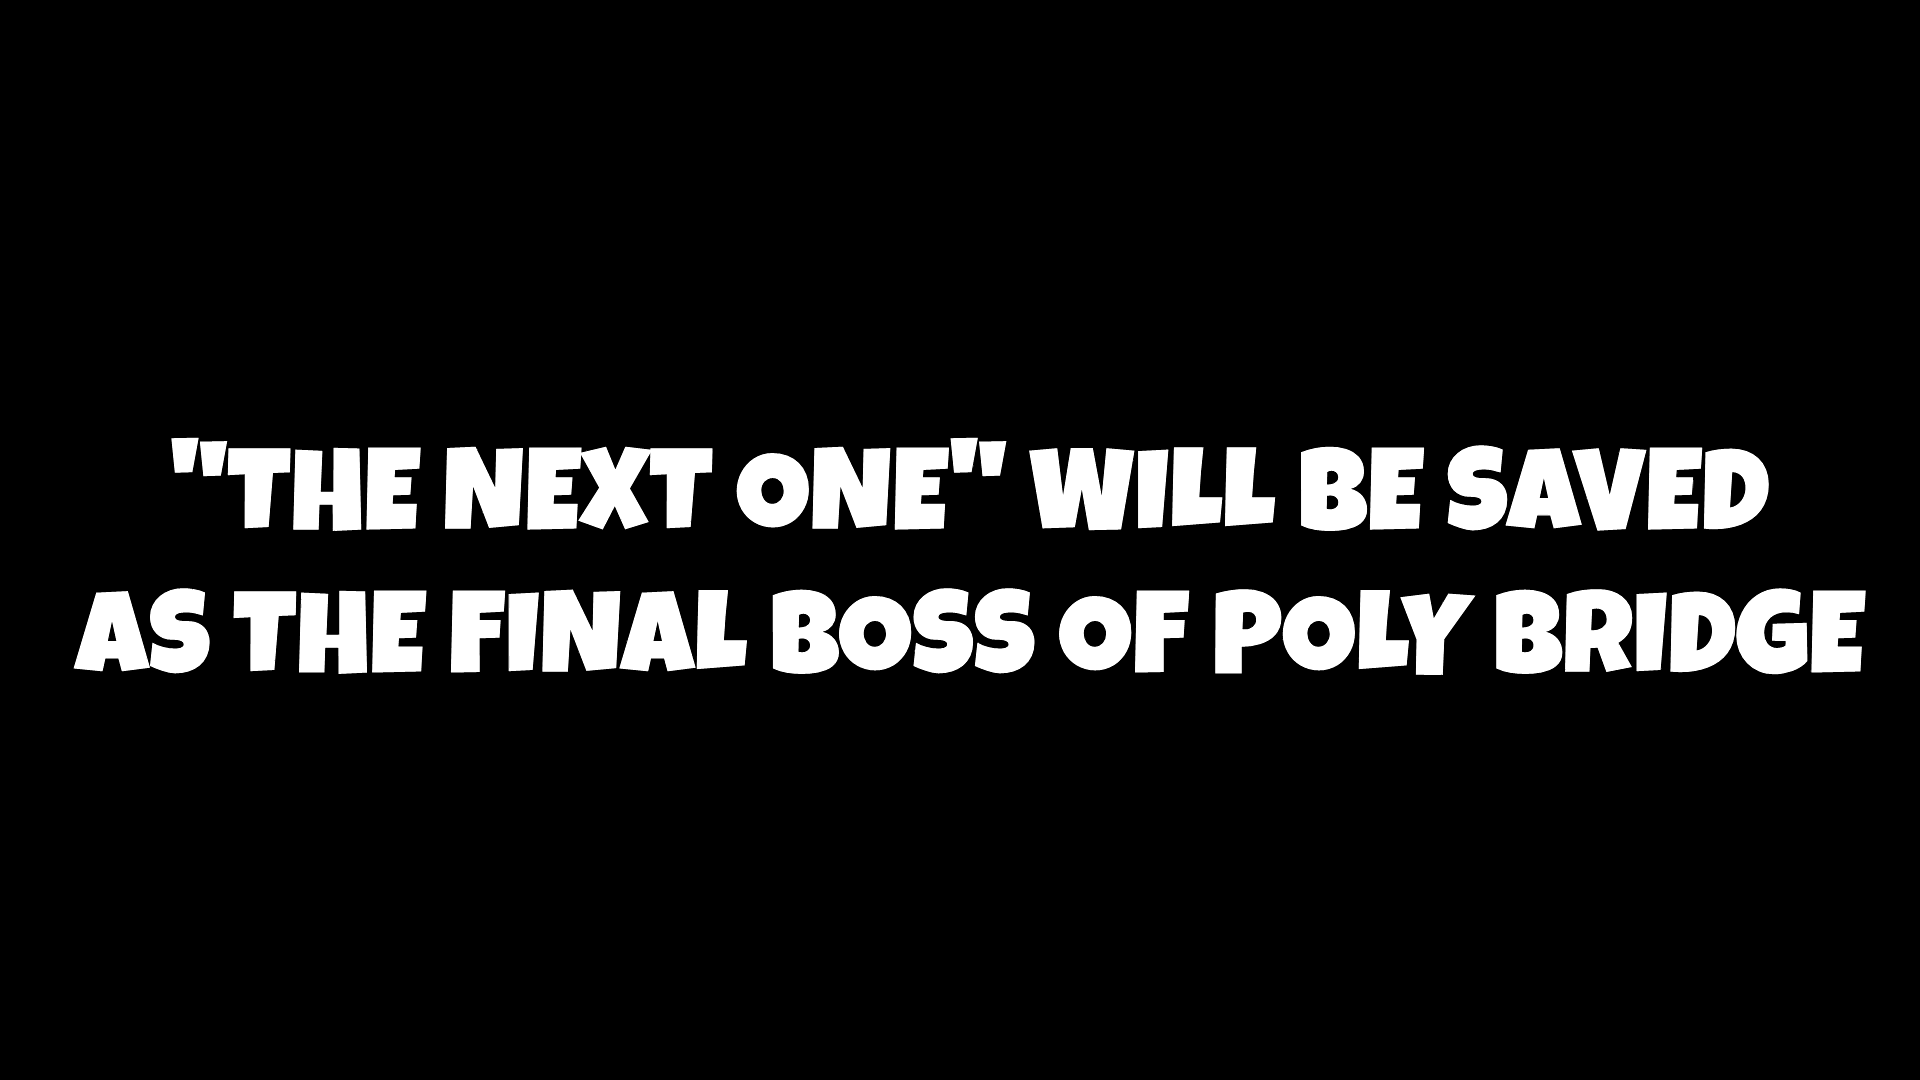 "THE NEXT ONE" WILL BE SAVED
AS THE FINAL BOSS OF POLY BRIDGE